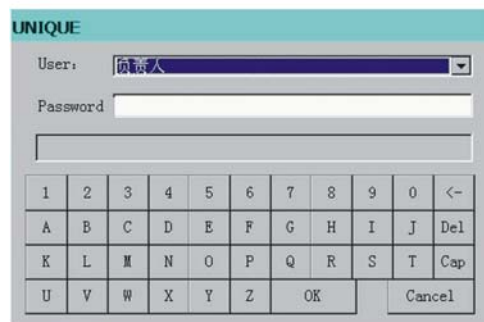 UNIQUE
User: 负责人
Password
1 2 3 4 5 6 7 8 9 0 <-
A B C D E F G H I J Del
K L M N O P Q R S T Cap
U V W X Y Z OK Cancel